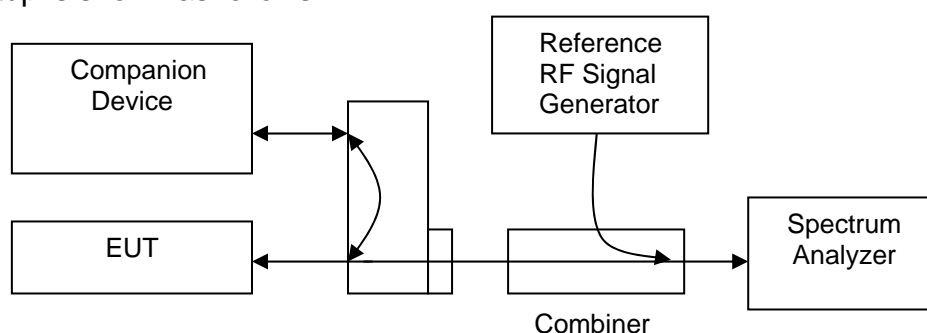 Companion
Device
Reference
RF Signal
Generator
EUT
Spectrum
Analyzer
Combiner